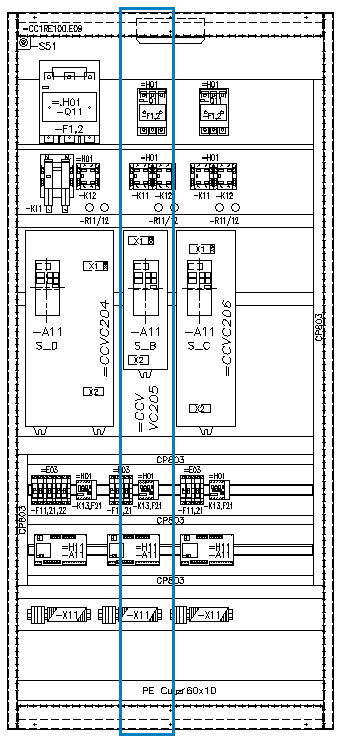 -CC1RE100.E09
-S51
=.H01
-Q11
-F1,2
=H01
-Q11
-F1,2
=H01
-Q11
-F1,2
=H01
=H01
=H01
-K11
-K12
-K11
-K12
-K11
-K12
-R11/12
-R11/12
-R11/12
X1
X1
X1
-A11
S_D
=CCVC204
-A11
S_B
-A11
S_C
=CCVC206
CP803
X2
X2
X2
=CCV
VC205
CP803
=E03
=H01
=E03
=H01
=E03
=H01
-F11,21,22
-K13,F21
-F11,21
-K13,F21
-F11,21
-K13,F21
CP803
CP803
=H11
-A11
=H11
-A11
=H11
-A11
CP803
-X11
-X11
-X11
PE Cu
60x10